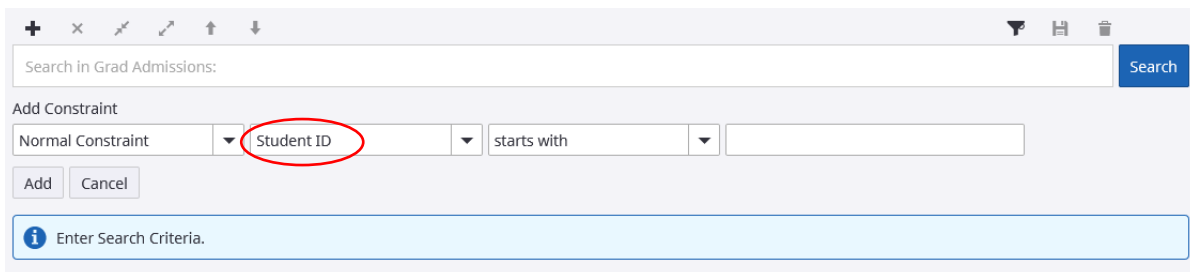 Search in Grad Admissions:
Search
Add Constraint
Normal Constraint Student ID starts with
Add Cancel
Enter Search Criteria.